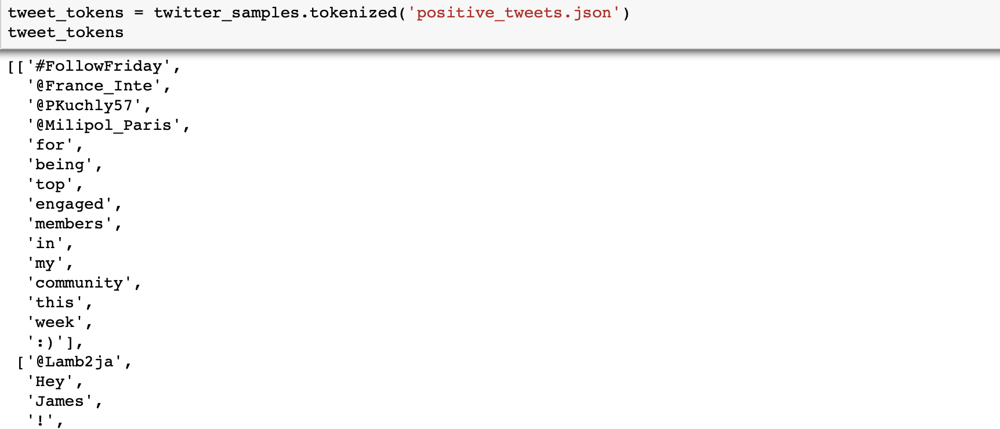 tweet_tokens = twitter_samples.tokenized('positive_tweets.json')
tweet_tokens
[['#FollowFriday',
'@France_Inte',
'@PKuchly57',
'@Milipol_Paris',
'for',
'being',
'top',
'engaged',
'members',
'in',
'my',
'community',
'this',
'week',
':)'],
['@Lamb2ja',
'Hey',
'James',
'!',